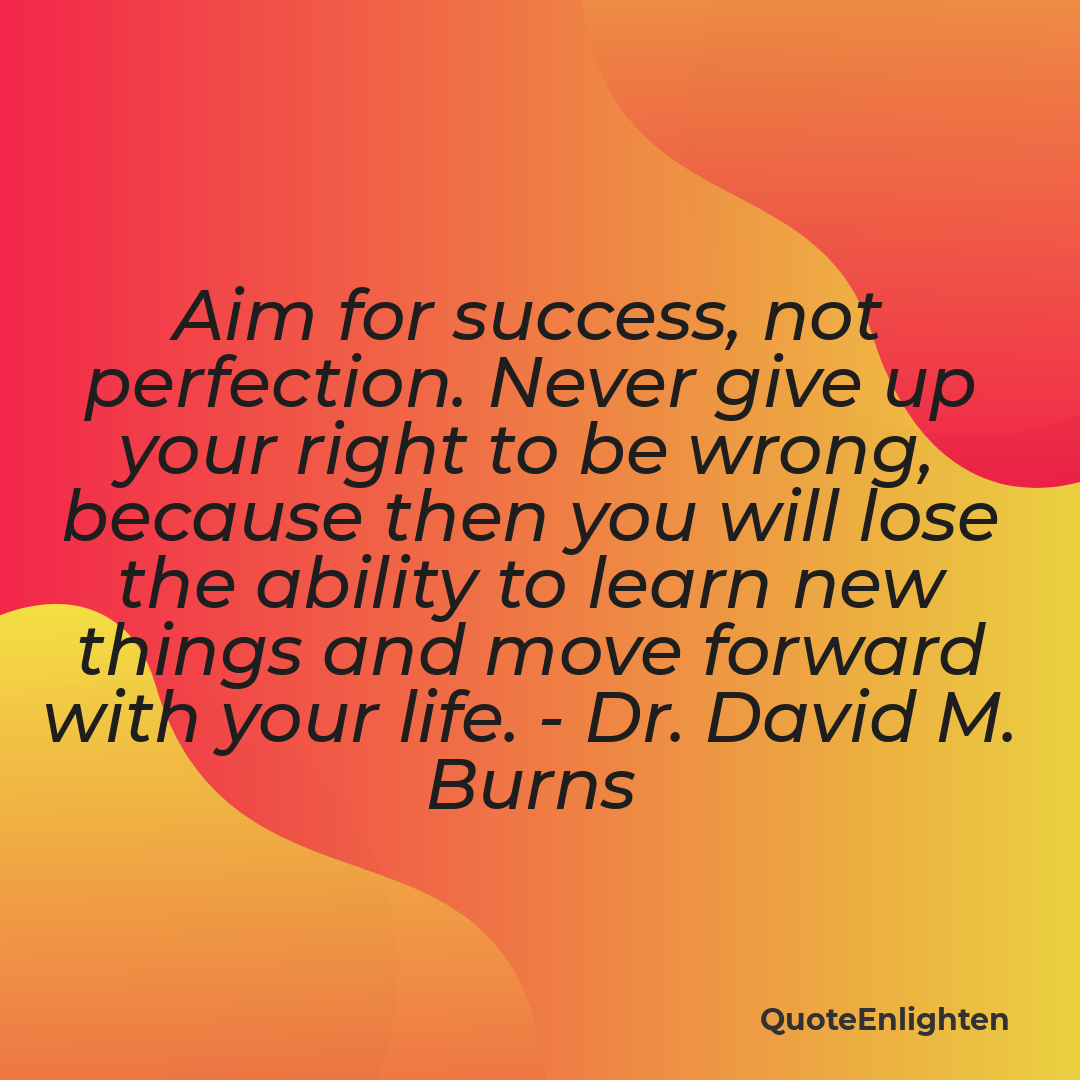 Aim for success, not
perfection. Never give up
your right to be wrong,
because then you will lose
the ability to learn new
things and move forward
with your life. - Dr. David M.
Burns
QuoteEnlighten